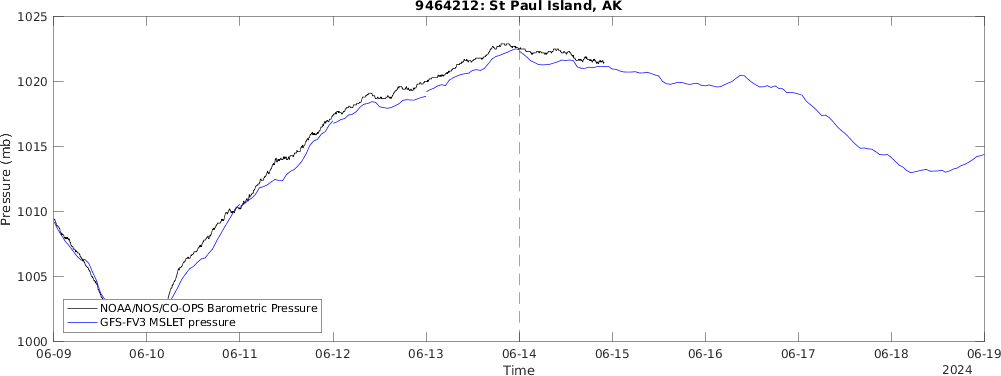 9464212: St Paul Island, AK
Pressure (mb)
1025
1020
1015
1010
1005
1000
NOAA/NOS/CO-OPS Barometric Pressure
GFS-FV3 MSLET pressure
06-09 06-10 06-11 06-12 06-13 06-14 06-15 06-16 06-17 06-18 06-19
Time
2024